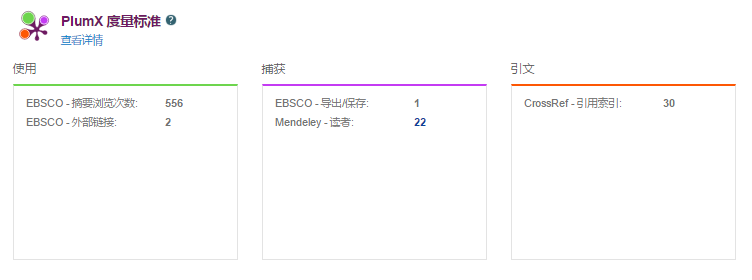 PlumX 度量标准 ?
查看详情
使用
EBSCO - 摘要浏览次数: 556
EBSCO - 外部链接: 2
捕获
EBSCO - 导出/保存: 1
Mendeley - 读者: 22
引文
CrossRef - 引用索引: 30